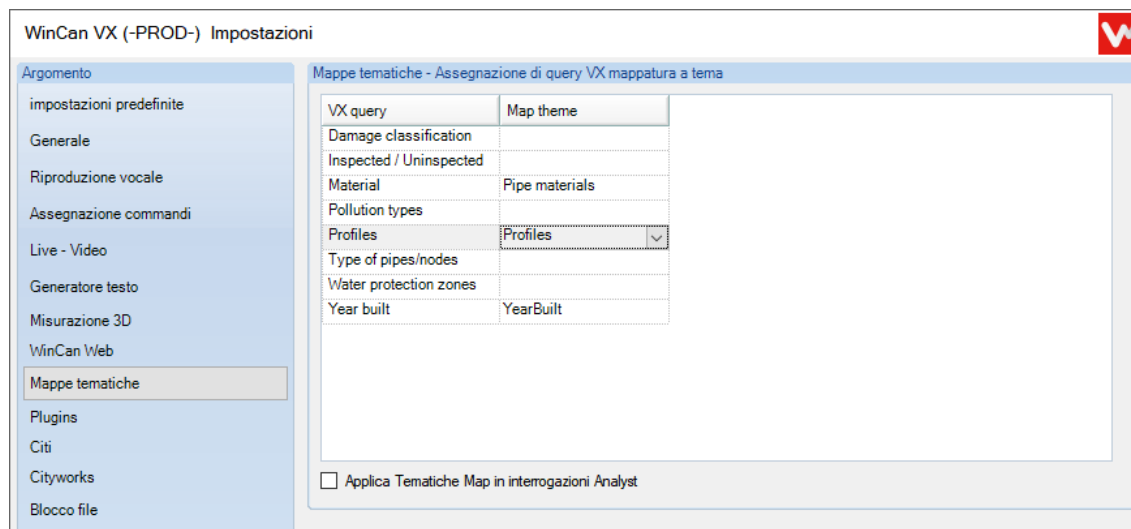 WinCan VX (-PROD-) Impostazioni
Argomento
impostazioni predefinite
Generale
Riproduzione vocale
Assegnazione commandi
Live - Video
Generatore testo
Misurazione 3D
WinCan Web
Mappe tematiche
Plugins
Citi
Cityworks
Blocco file
Mappe tematiche - Assegnazione di query VX mappatura a tema
VX query Map theme
Damage classification
Inspected / Uninspected
Material Pipe materials
Pollution types
Profiles Profiles
Type of pipes/nodes
Water protection zones
Year built YearBuilt
Applica Tematiche Map in interrogazioni Analyst